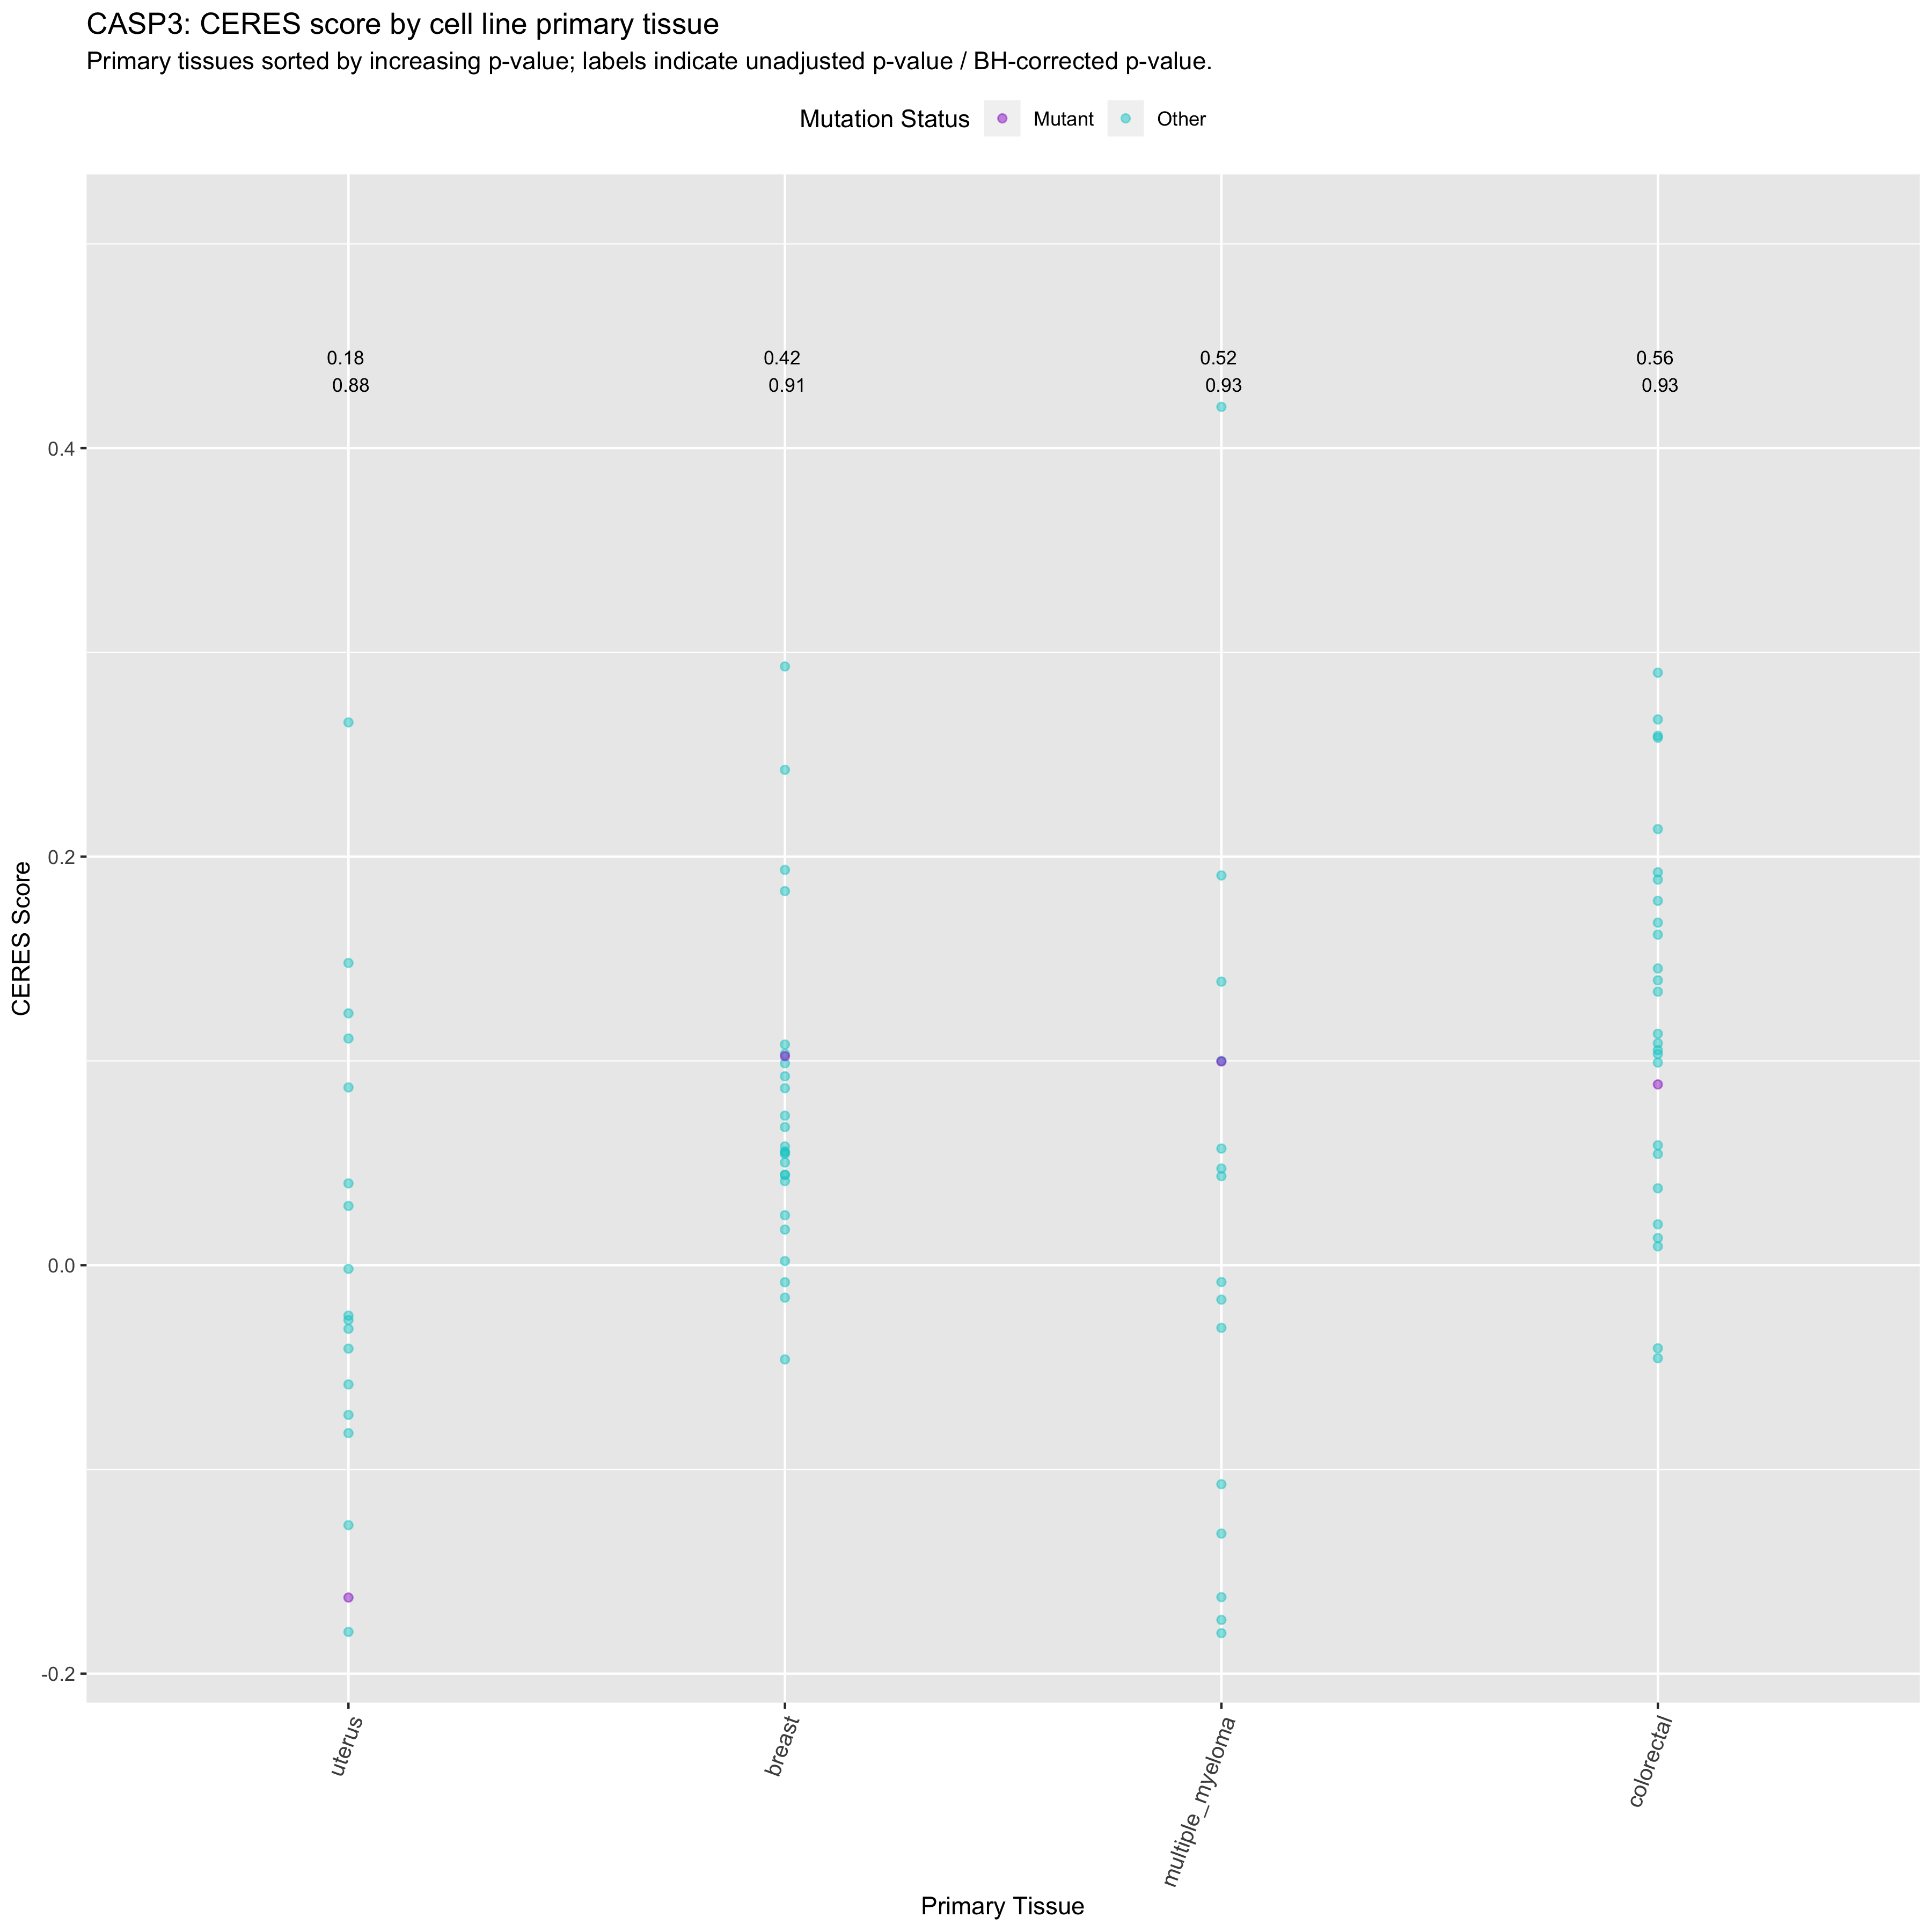 CASP3: CERES score by cell line primary tissue
Primary tissues sorted by increasing p-value; labels indicate unadjusted p-value / BH-corrected p-value.
Mutation Status Mutant Other
0.18 0.42 0.52 0.56
0.88 0.91 0.93 0.93
0.4
0.2
0.0
-0.2
CERES Score
uterus breast multiple_myeloma colorectal
Primary Tissue